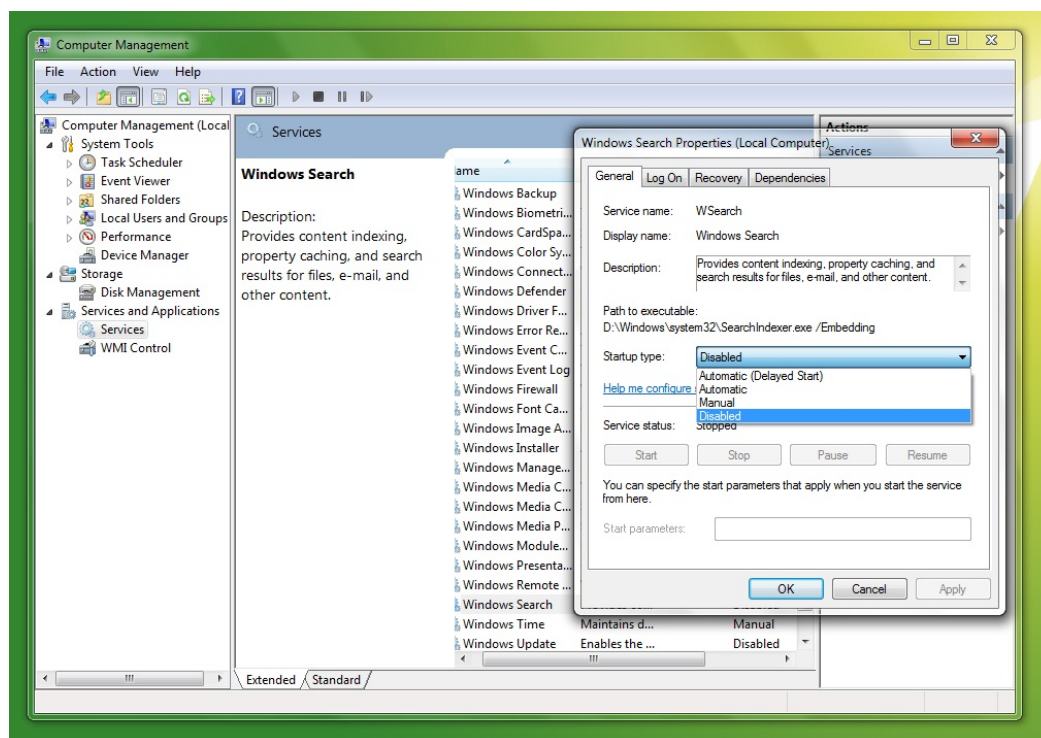 Computer Management
File Action View Help
Computer Management (Local
System Tools
Task Scheduler
Event Viewer
Shared Folders
Local Users and Groups
Performance
Device Manager
Storage
Disk Management
Services and Applications
Services
WMI Control
Services
Windows Search
Description:
Provides content indexing,
property caching, and search
results for files, e-mail, and
other content.
ame
Windows Backup
Windows Biometri...
Windows CardSpa...
Windows Color Sy...
Windows Connect...
Windows Defender
Windows Driver F...
Windows Error Re...
Windows Event C...
Windows Event Log
Windows Firewall
Windows Font Ca...
Windows Image A...
Windows Installer
Windows Manage...
Windows Media C...
Windows Media C...
Windows Media P...
Windows Module...
Windows Presenta...
Windows Remote ...
Windows Search
Windows Time Maintains d... Manual
Windows Update Enables the ... Disabled
Extended Standard
Actions
Services
Windows Search Properties (Local Computer)
General Log On Recovery Dependencies
Service name: WSearch
Display name: Windows Search
Description: Provides content indexing, property caching, and
search results for files, e-mail, and other content.
Path to executable:
D:\Windows\system32\SearchIndexer.exe /Embedding
Startup type: Disabled
Automatic (Delayed Start)
Help me configure Automatic
Manual
Disabled
Service status: Stopped
Start Stop Pause Resume
You can specify the start parameters that apply when you start the service
from here.
Start parameters:
OK Cancel Apply